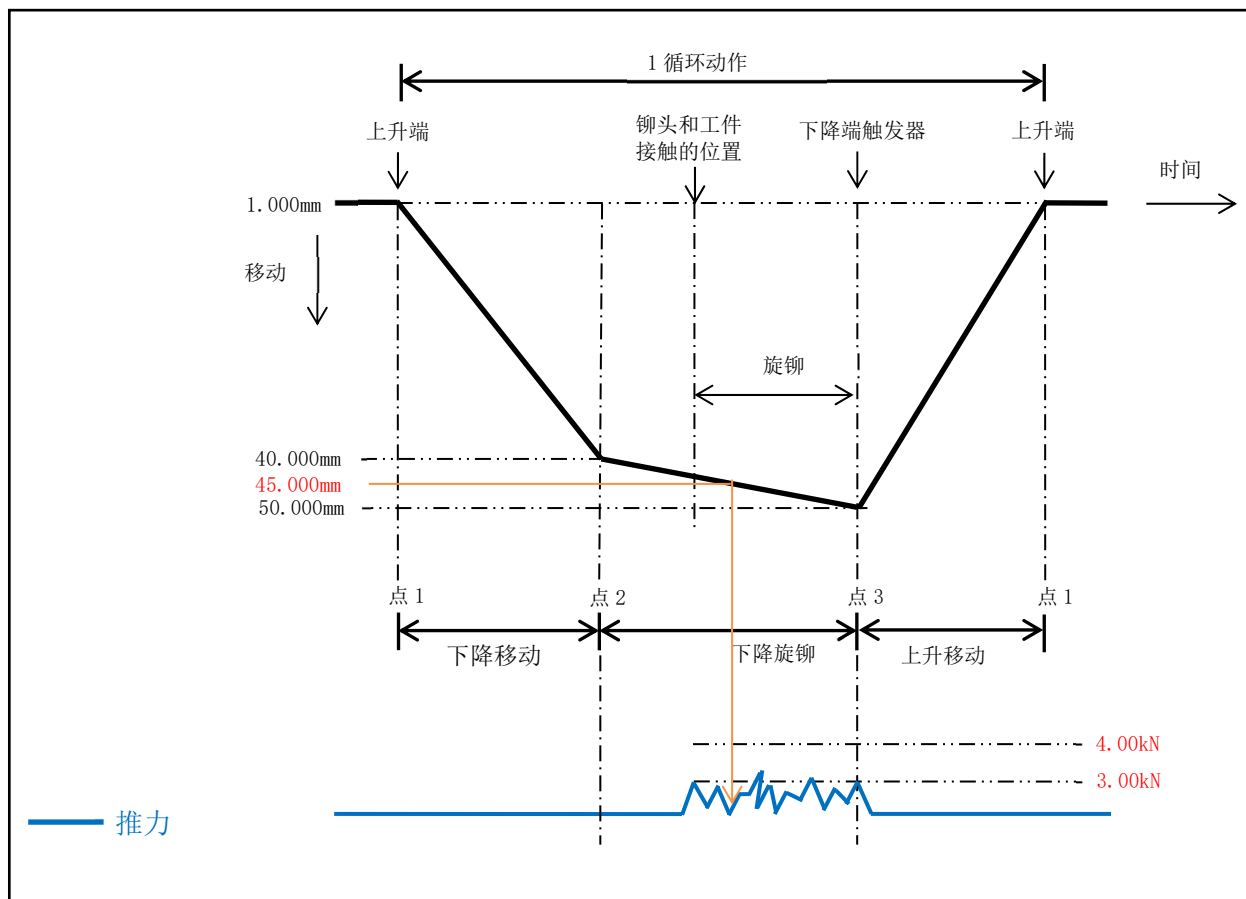 1 循环动作
上升端
铆头和工件
接触的位置
下降端触发器
上升端
时间
1.000mm
移动
旋铆
40.000mm
45.000mm
50.000mm
点 1
点 2
点 3
点 1
下降移动
下降旋铆
上升移动
4.00kN
3.00kN
推力